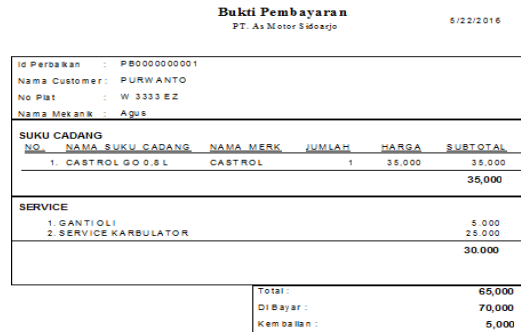 Bukti Pembayaran
PT. As Motor Sidoarjo
5/22/2016
Id Perbaikan : PB0000000001
Nama Customer : PURWANTO
No Plat : W 3333 EZ
Nama Mekanik : Agus
SUKU CADANG
NO. NAMA SUKU CADANG NAMA MERK JUMLAH HARGA SUBTOTAL
1. CASTROL GO 0,8 L CASTROL 1 35,000 35,000
35,000
SERVICE
1. GANTI OLI 5.000
2. SERVICE KARBULATOR 25.000
30.000
Total : 65,000
Di Bayar : 70,000
Kembalian : 5,000